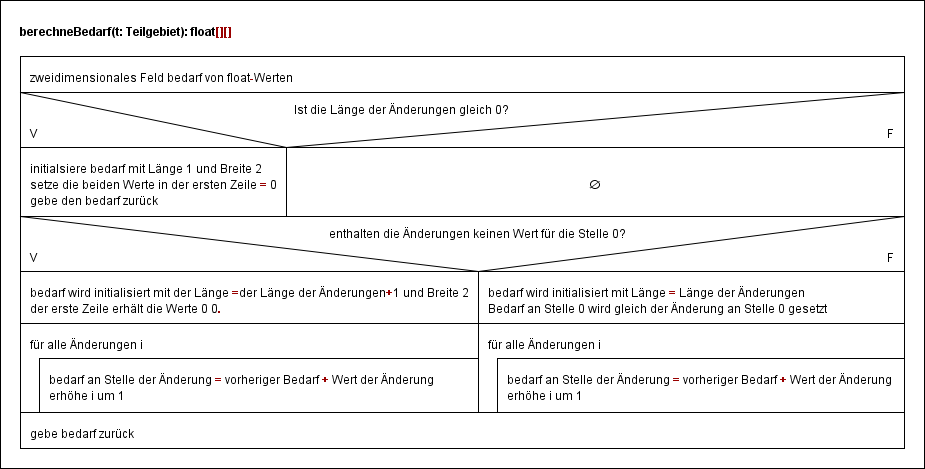 berechneBedarf(t: Teilgebiet): float[][]
zweidimensionales Feld bedarf von float-Werten
Ist die Länge der Änderungen gleich 0?
V
F
initialsiere bedarf mit Länge 1 und Breite 2
setze die beiden Werte in der ersten Zeile = 0
gebe den bedarf zurück
∅
enthalten die Änderungen keinen Wert für die Stelle 0?
V
F
bedarf wird initialisiert mit der Länge =der Länge der Änderungen+1 und Breite 2
der erste Zeile erhält die Werte 0 0.
bedarf wird initialisiert mit Länge = Länge der Änderungen
Bedarf an Stelle 0 wird gleich der Änderung an Stelle 0 gesetzt
für alle Änderungen i
bedarf an Stelle der Änderung = vorheriger Bedarf + Wert der Änderung
erhöhe i um 1
für alle Änderungen i
bedarf an Stelle der Änderung = vorheriger Bedarf + Wert der Änderung
erhöhe i um 1
gebe bedarf zurück